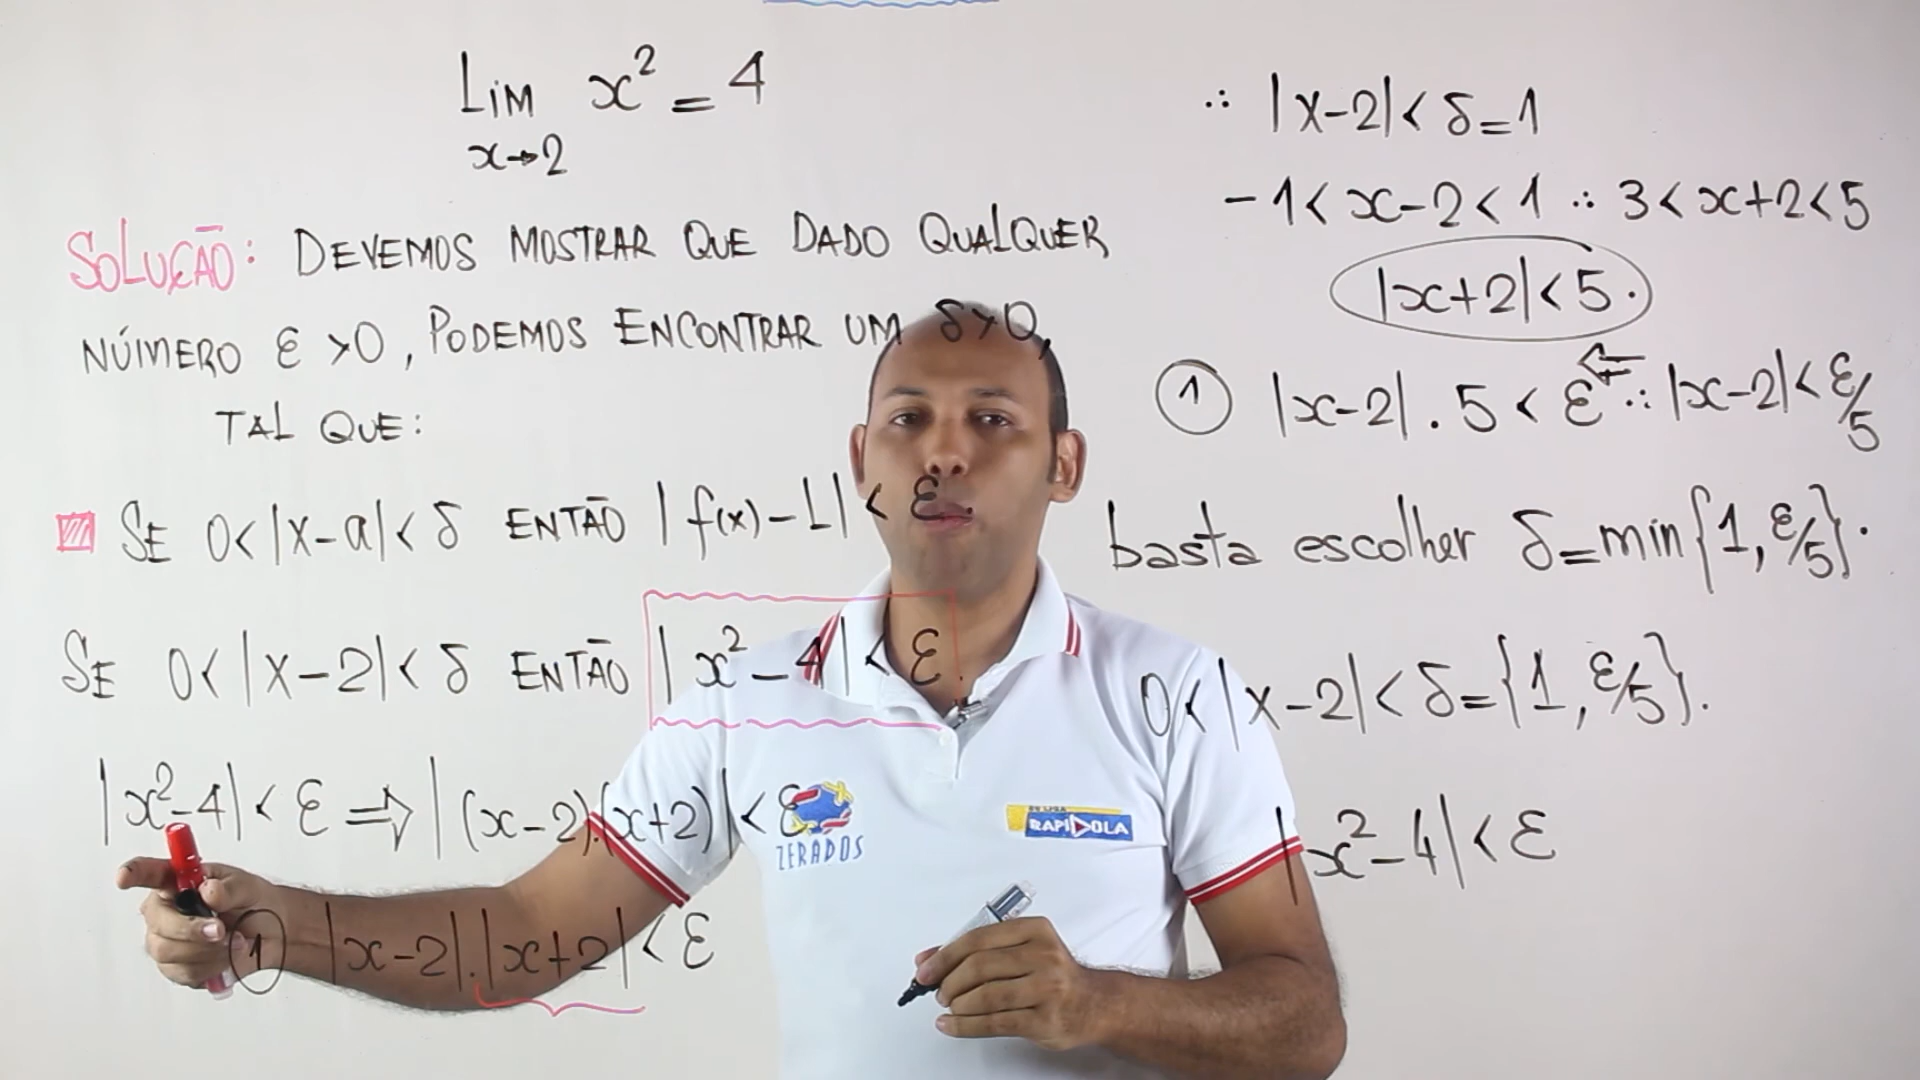 Lim x² = 4
x→2
SOLUÇÃO: DEVEMOS MOSTRAR QUE DADO QUALQUER
NÚMERO ε >0, PODEMOS ENCONTRAR UM δ>0,
TAL QUE:
SE 0<|x-a|<δ ENTÃO |f(x)-L|<ε.
SE 0<|x-2|<δ ENTÃO |x²-4|<ε.
|x²-4|<ε ⇒ |(x-2).(x+2)|<ε
① |x-2|.|x+2|<ε
∴ |x-2|<δ=1
-1<x-2<1 ∴ 3<x+2<5
|x+2|<5.
① |x-2|.5<ε ⇐ ∴ |x-2|<ε/5
basta escolher δ=min{1,ε/5}.
0<|x-2|<δ={1,ε/5}.
|x²-4|<ε
ZERADOS
RAPIDOLA